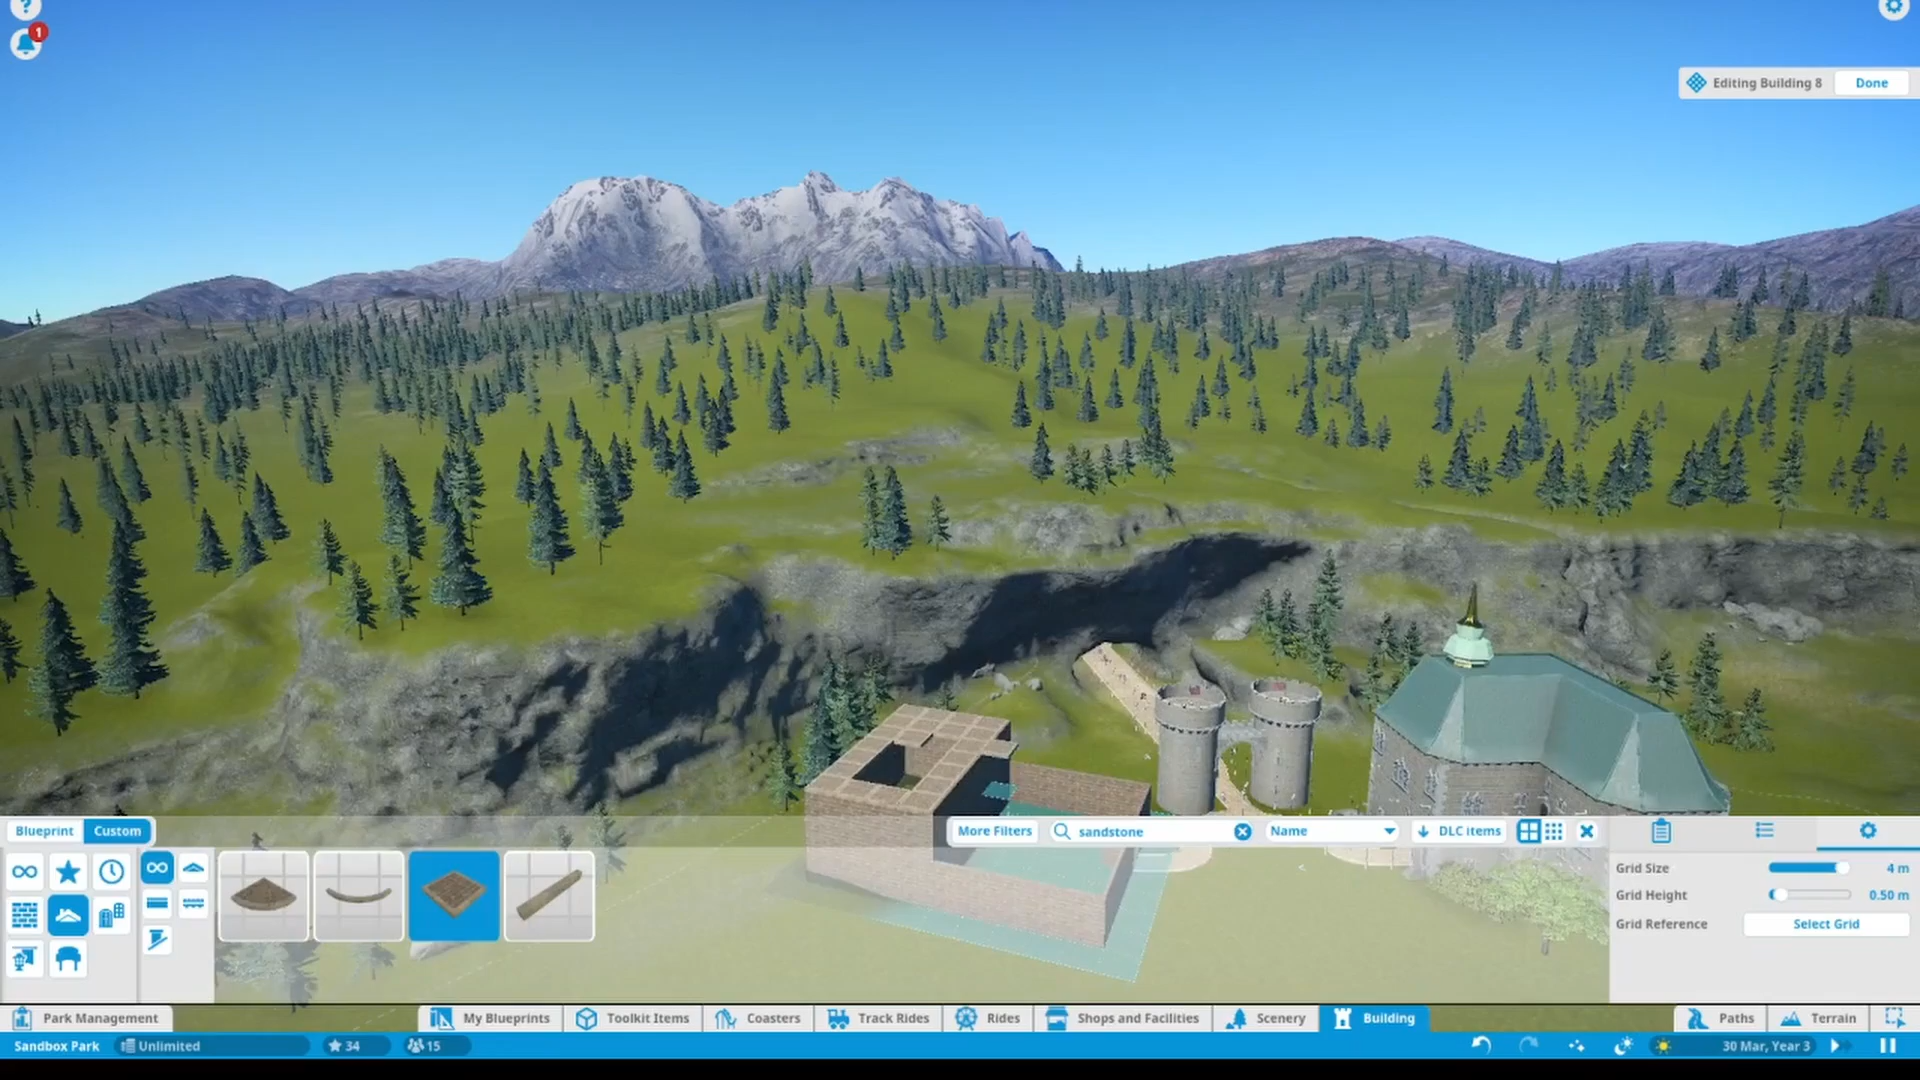 ?
1
Editing Building 8
Done
Blueprint
Custom
More Filters
sandstone
Name
DLC items
Grid Size
4 m
Grid Height
0.50 m
Grid Reference
Select Grid
Park Management
My Blueprints
Toolkit Items
Coasters
Track Rides
Rides
Shops and Facilities
Scenery
Building
Paths
Terrain
Sandbox Park
Unlimited
34
15
30 Mar, Year 3